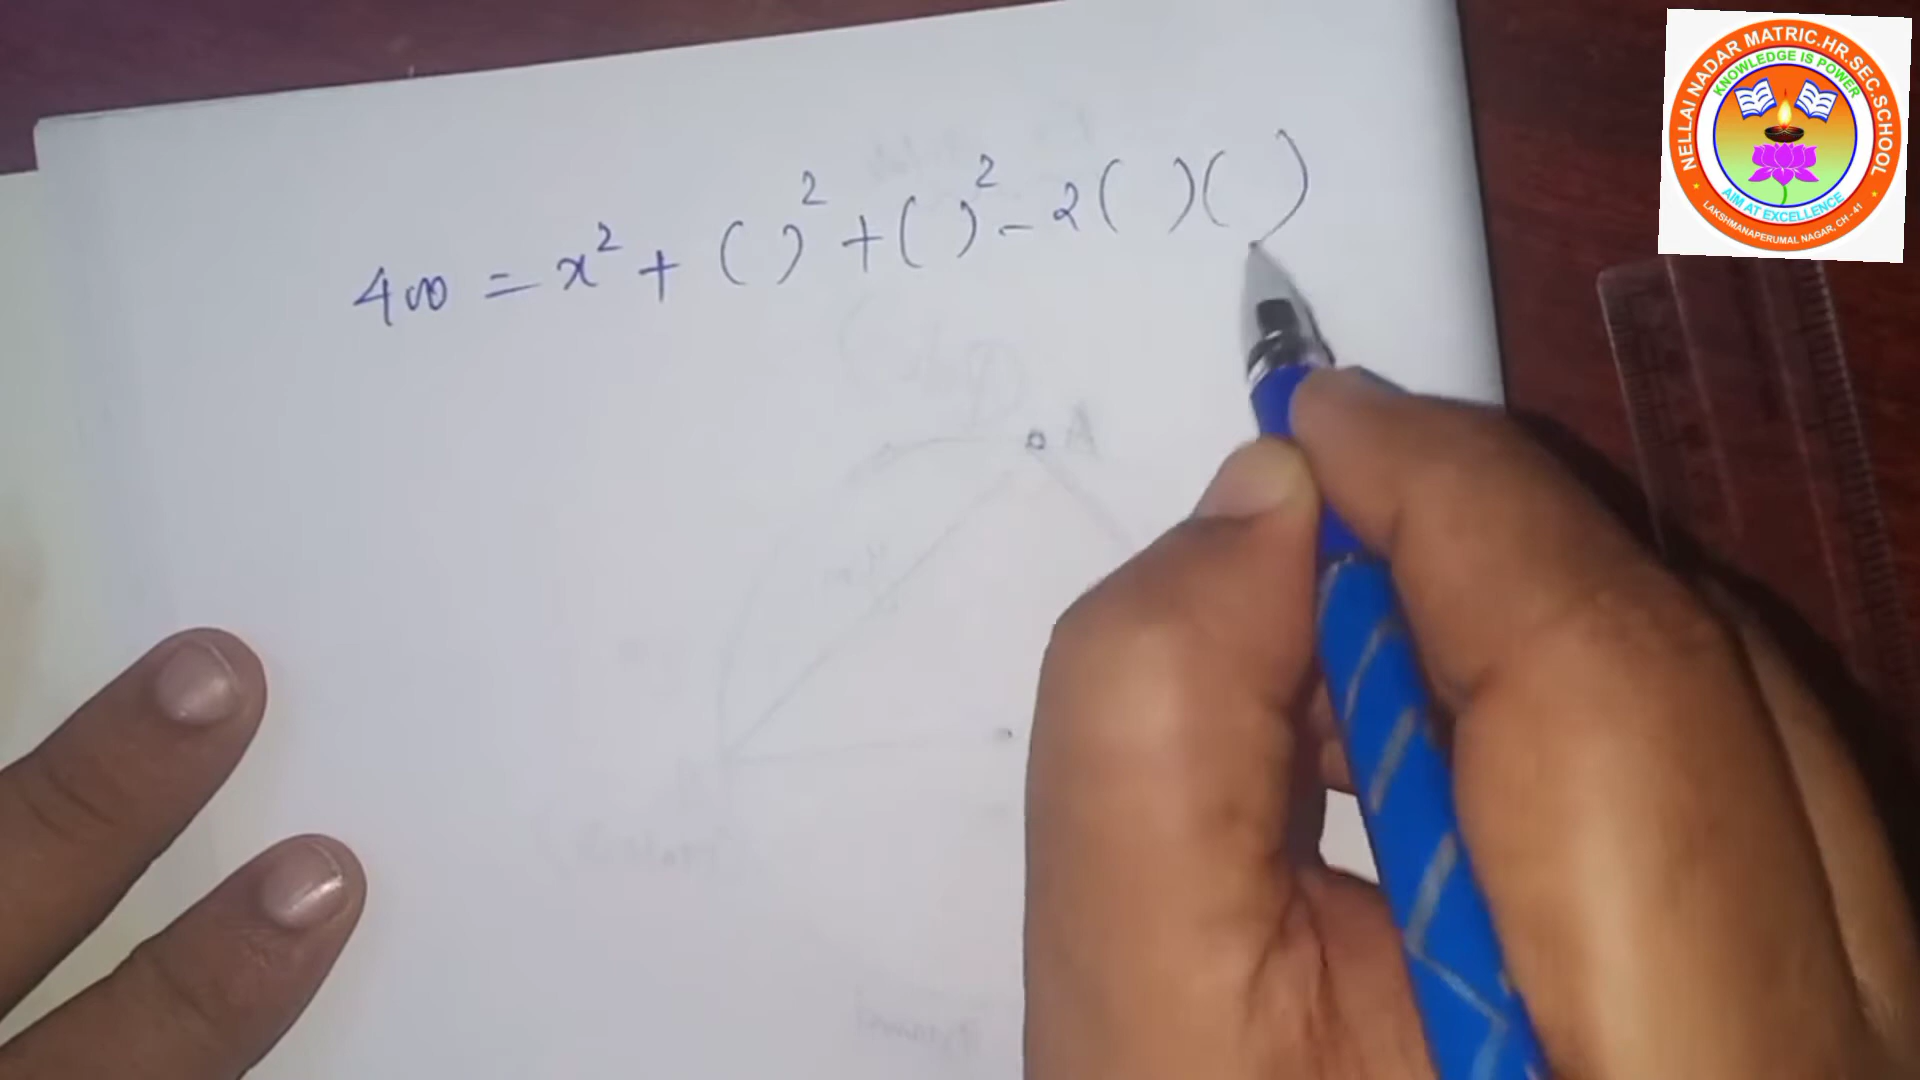 400 = x² + ( )² + ( )² - 2 ( ) ( )
A
NELLAI NADAR MATRIC.HR.SEC.SCHOOL
KNOWLEDGE IS POWER
AIM AT EXCELLENCE
LAKSHMANAPERUMAL NAGAR, CH - 41